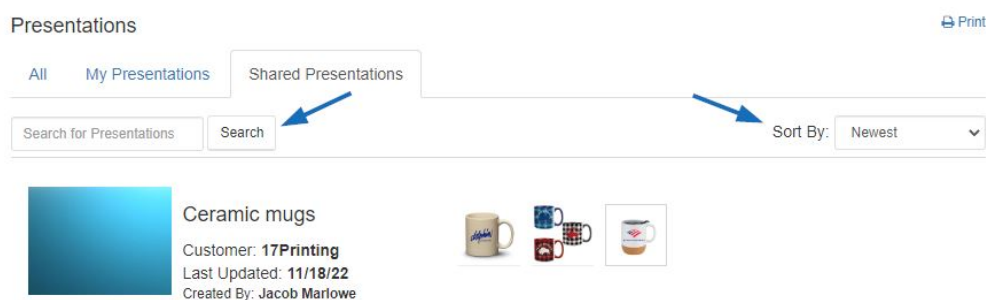 Presentations
Print
All My Presentations Shared Presentations
Search for Presentations Search Sort By: Newest
Ceramic mugs
Customer: 17Printing
Last Updated: 11/18/22
Created By: Jacob Marlowe